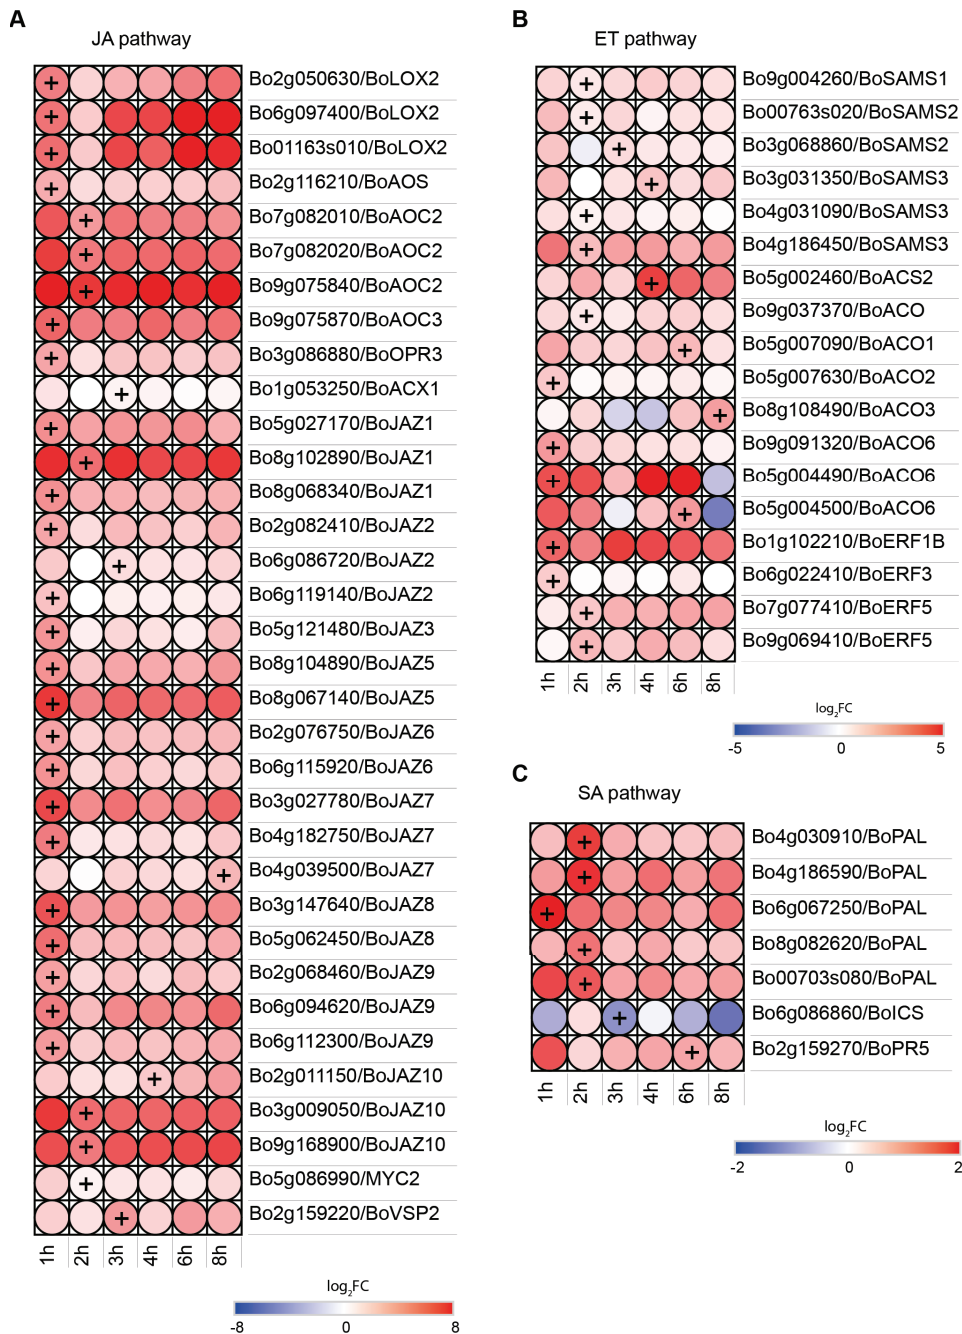 A
JA pathway
Bo2g050630/BoLOX2
Bo6g097400/BoLOX2
Bo01163s010/BoLOX2
Bo2g116210/BoAOS
Bo7g082010/BoAOC2
Bo7g082020/BoAOC2
Bo9g075840/BoAOC2
Bo9g075870/BoAOC3
Bo3g086880/BoOPR3
Bo1g053250/BoACX1
Bo5g027170/BoJAZ1
Bo8g102890/BoJAZ1
Bo8g068340/BoJAZ1
Bo2g082410/BoJAZ2
Bo6g086720/BoJAZ2
Bo6g119140/BoJAZ2
Bo5g121480/BoJAZ3
Bo8g104890/BoJAZ5
Bo8g067140/BoJAZ5
Bo2g076750/BoJAZ6
Bo6g115920/BoJAZ6
Bo3g027780/BoJAZ7
Bo4g182750/BoJAZ7
Bo4g039500/BoJAZ7
Bo3g147640/BoJAZ8
Bo5g062450/BoJAZ8
Bo2g068460/BoJAZ9
Bo6g094620/BoJAZ9
Bo6g112300/BoJAZ9
Bo2g011150/BoJAZ10
Bo3g009050/BoJAZ10
Bo9g168900/BoJAZ10
Bo5g086990/MYC2
Bo2g159220/BoVSP2
1h 2h 3h 4h 6h 8h
log2FC
-8 0 8
B
ET pathway
Bo9g004260/BoSAMS1
Bo00763s020/BoSAMS2
Bo3g068860/BoSAMS2
Bo3g031350/BoSAMS3
Bo4g031090/BoSAMS3
Bo4g186450/BoSAMS3
Bo5g002460/BoACS2
Bo9g037370/BoACO
Bo5g007090/BoACO1
Bo5g007630/BoACO2
Bo8g108490/BoACO3
Bo9g091320/BoACO6
Bo5g004490/BoACO6
Bo5g004500/BoACO6
Bo1g102210/BoERF1B
Bo6g022410/BoERF3
Bo7g077410/BoERF5
Bo9g069410/BoERF5
1h 2h 3h 4h 6h 8h
log2FC
-5 0 5
C
SA pathway
Bo4g030910/BoPAL
Bo4g186590/BoPAL
Bo6g067250/BoPAL
Bo8g082620/BoPAL
Bo00703s080/BoPAL
Bo6g086860/BoICS
Bo2g159270/BoPR5
1h 2h 3h 4h 6h 8h
log2FC
-2 0 2